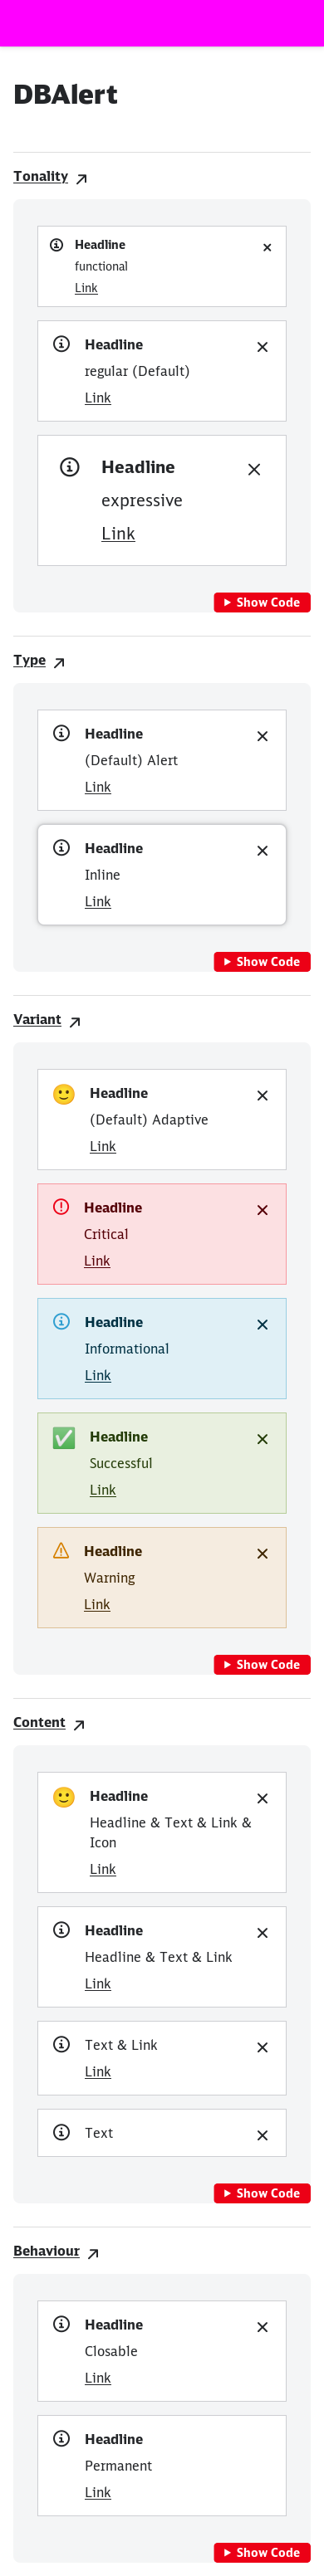 DBAlert
Tonality
Headline
functional
Link
Headline
regular (Default)
Link
Headline
expressive
Link
Show Code
Type
Headline
(Default) Alert
Link
Headline
Inline
Link
Show Code
Variant
Headline
(Default) Adaptive
Link
Headline
Critical
Link
Headline
Informational
Link
Headline
Successful
Link
Headline
Warning
Link
Show Code
Content
Headline
Headline & Text & Link &
Icon
Link
Headline
Headline & Text & Link
Link
Text & Link
Link
Text
Show Code
Behaviour
Headline
Closable
Link
Headline
Permanent
Link
Show Code